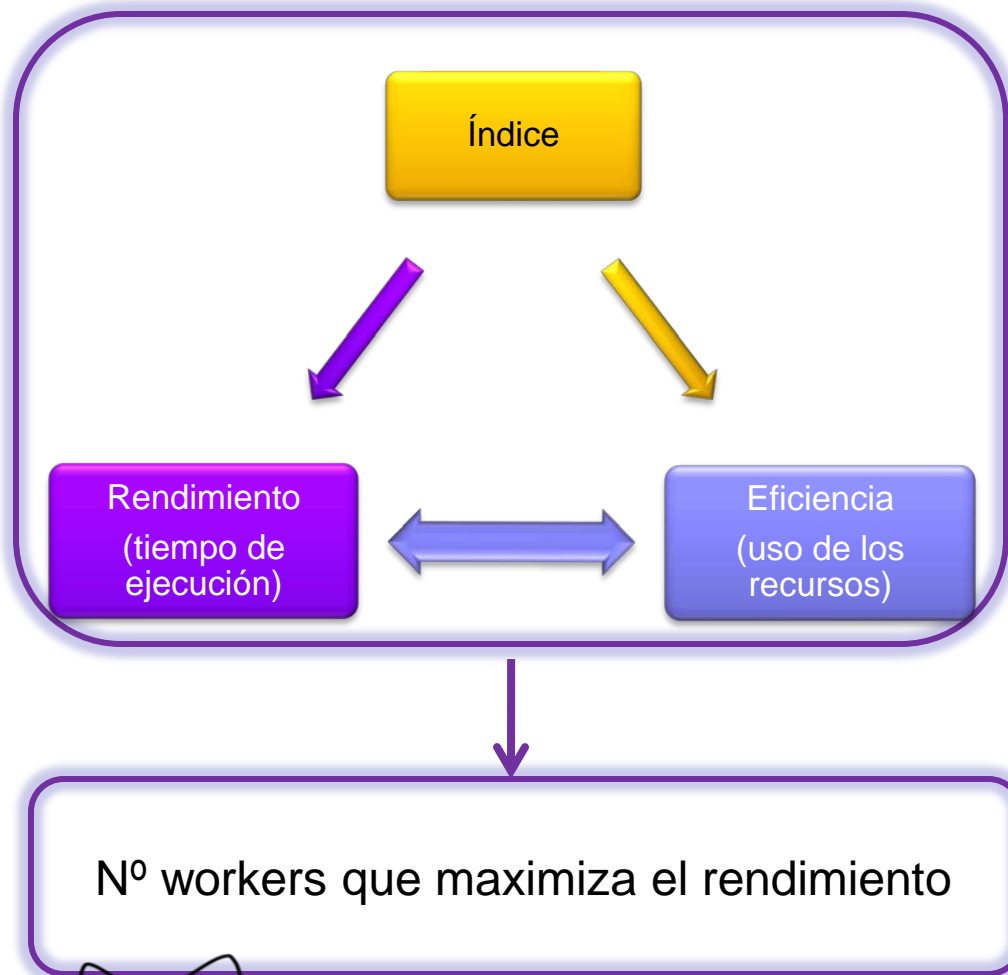 Índice
Rendimiento
(tiempo de
ejecución)
Eficiencia
(uso de los
recursos)
Nº workers que maximiza el rendimiento